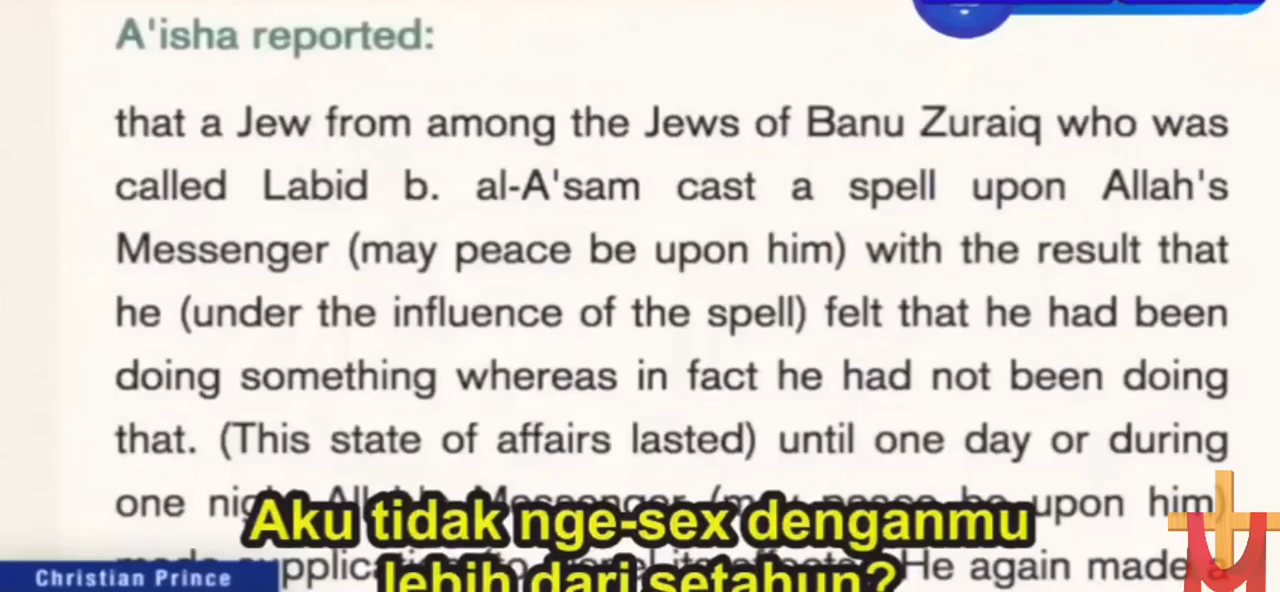 A'isha reported:
that a Jew from among the Jews of Banu Zuraiq who was
called Labid b. al-A'sam cast a spell upon Allah's
Messenger (may peace be upon him) with the result that
he (under the influence of the spell) felt that he had been
doing something whereas in fact he had not been doing
that. (This state of affairs lasted) until one day or during
one upon him)
He again made a
Aku tidak nge-sex denganmu
lebih dari setahun?
Christian Prince